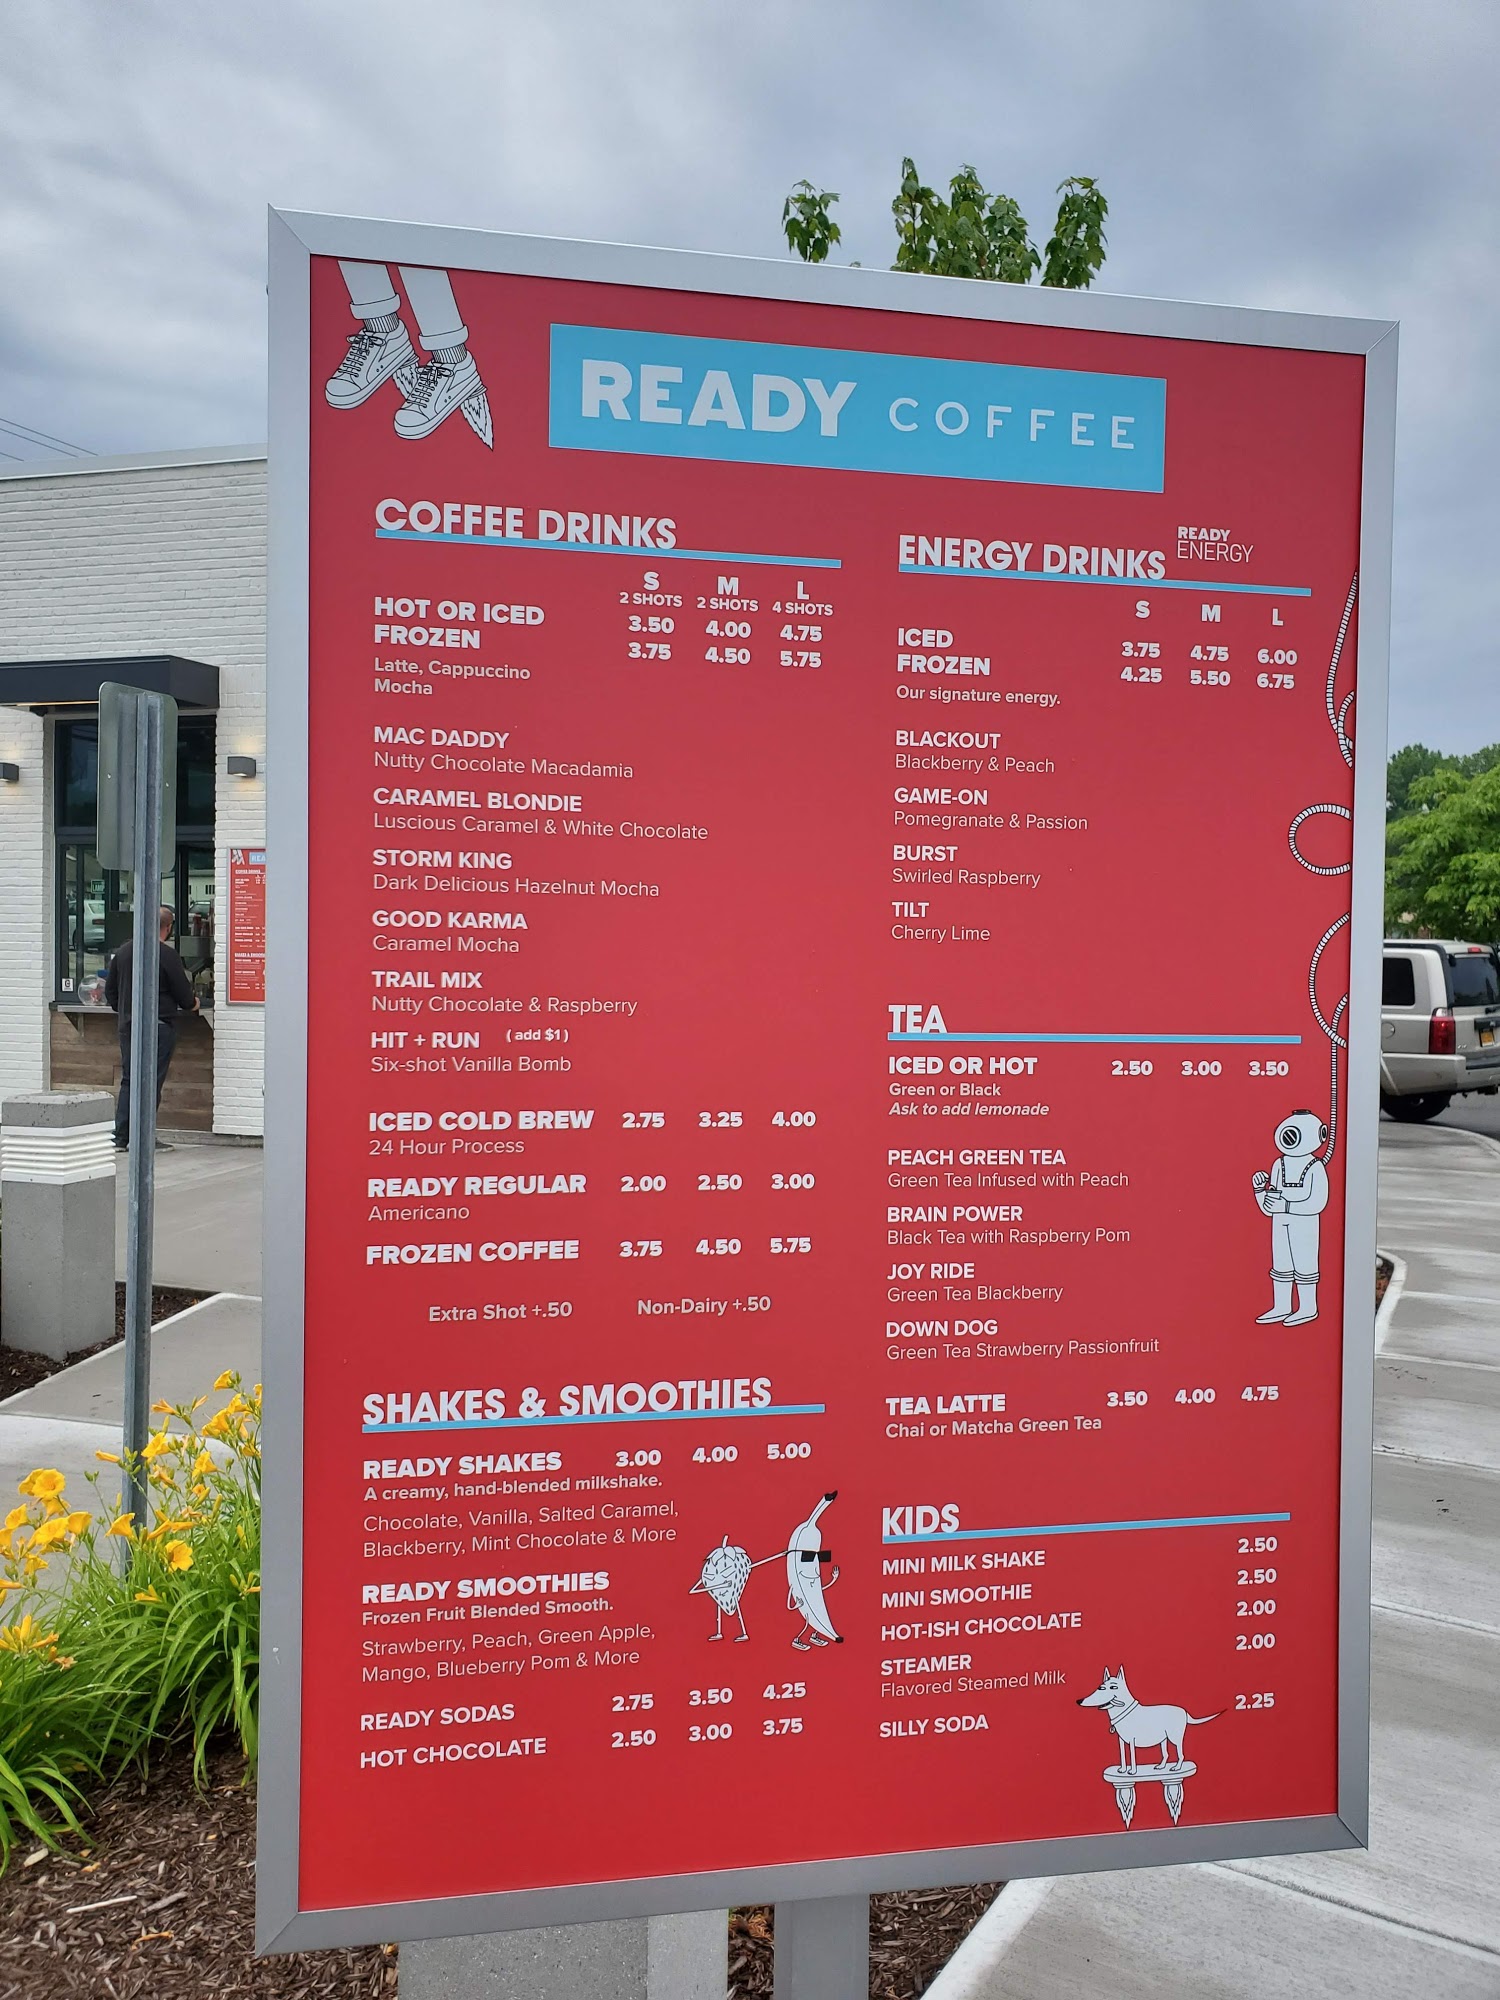 READY COFFEE
COFFEE DRINKS
S M L
2 SHOTS 2 SHOTS 4 SHOTS
HOT OR ICED 3.50 4.00 4.75
FROZEN 3.75 4.50 5.75
Latte, Cappuccino
Mocha
MAC DADDY
Nutty Chocolate Macadamia
CARAMEL BLONDIE
Luscious Caramel & White Chocolate
STORM KING
Dark Delicious Hazelnut Mocha
GOOD KARMA
Caramel Mocha
TRAIL MIX
Nutty Chocolate & Raspberry
HIT + RUN (add $1)
Six-shot Vanilla Bomb
ICED COLD BREW 2.75 3.25 4.00
24 Hour Process
READY REGULAR 2.00 2.50 3.00
Americano
FROZEN COFFEE 3.75 4.50 5.75
Extra Shot +.50 Non-Dairy +.50
SHAKES & SMOOTHIES
READY SHAKES 3.00 4.00 5.00
A creamy, hand-blended milkshake.
Chocolate, Vanilla, Salted Caramel,
Blackberry, Mint Chocolate & More
READY SMOOTHIES
Frozen Fruit Blended Smooth.
Strawberry, Peach, Green Apple,
Mango, Blueberry Pom & More
READY SODAS 2.75 3.50 4.25
HOT CHOCOLATE 2.50 3.00 3.75
ENERGY DRINKS READY
ENERGY
S M L
ICED 3.75 4.75 6.00
FROZEN 4.25 5.50 6.75
Our signature energy.
BLACKOUT
Blackberry & Peach
GAME-ON
Pomegranate & Passion
BURST
Swirled Raspberry
TILT
Cherry Lime
TEA
ICED OR HOT 2.50 3.00 3.50
Green or Black
Ask to add lemonade
PEACH GREEN TEA
Green Tea Infused with Peach
BRAIN POWER
Black Tea with Raspberry Pom
JOY RIDE
Green Tea Blackberry
DOWN DOG
Green Tea Strawberry Passionfruit
TEA LATTE 3.50 4.00 4.75
Chai or Matcha Green Tea
KIDS
MINI MILK SHAKE 2.50
MINI SMOOTHIE 2.50
HOT-ISH CHOCOLATE 2.00
STEAMER 2.00
Flavored Steamed Milk
SILLY SODA 2.25